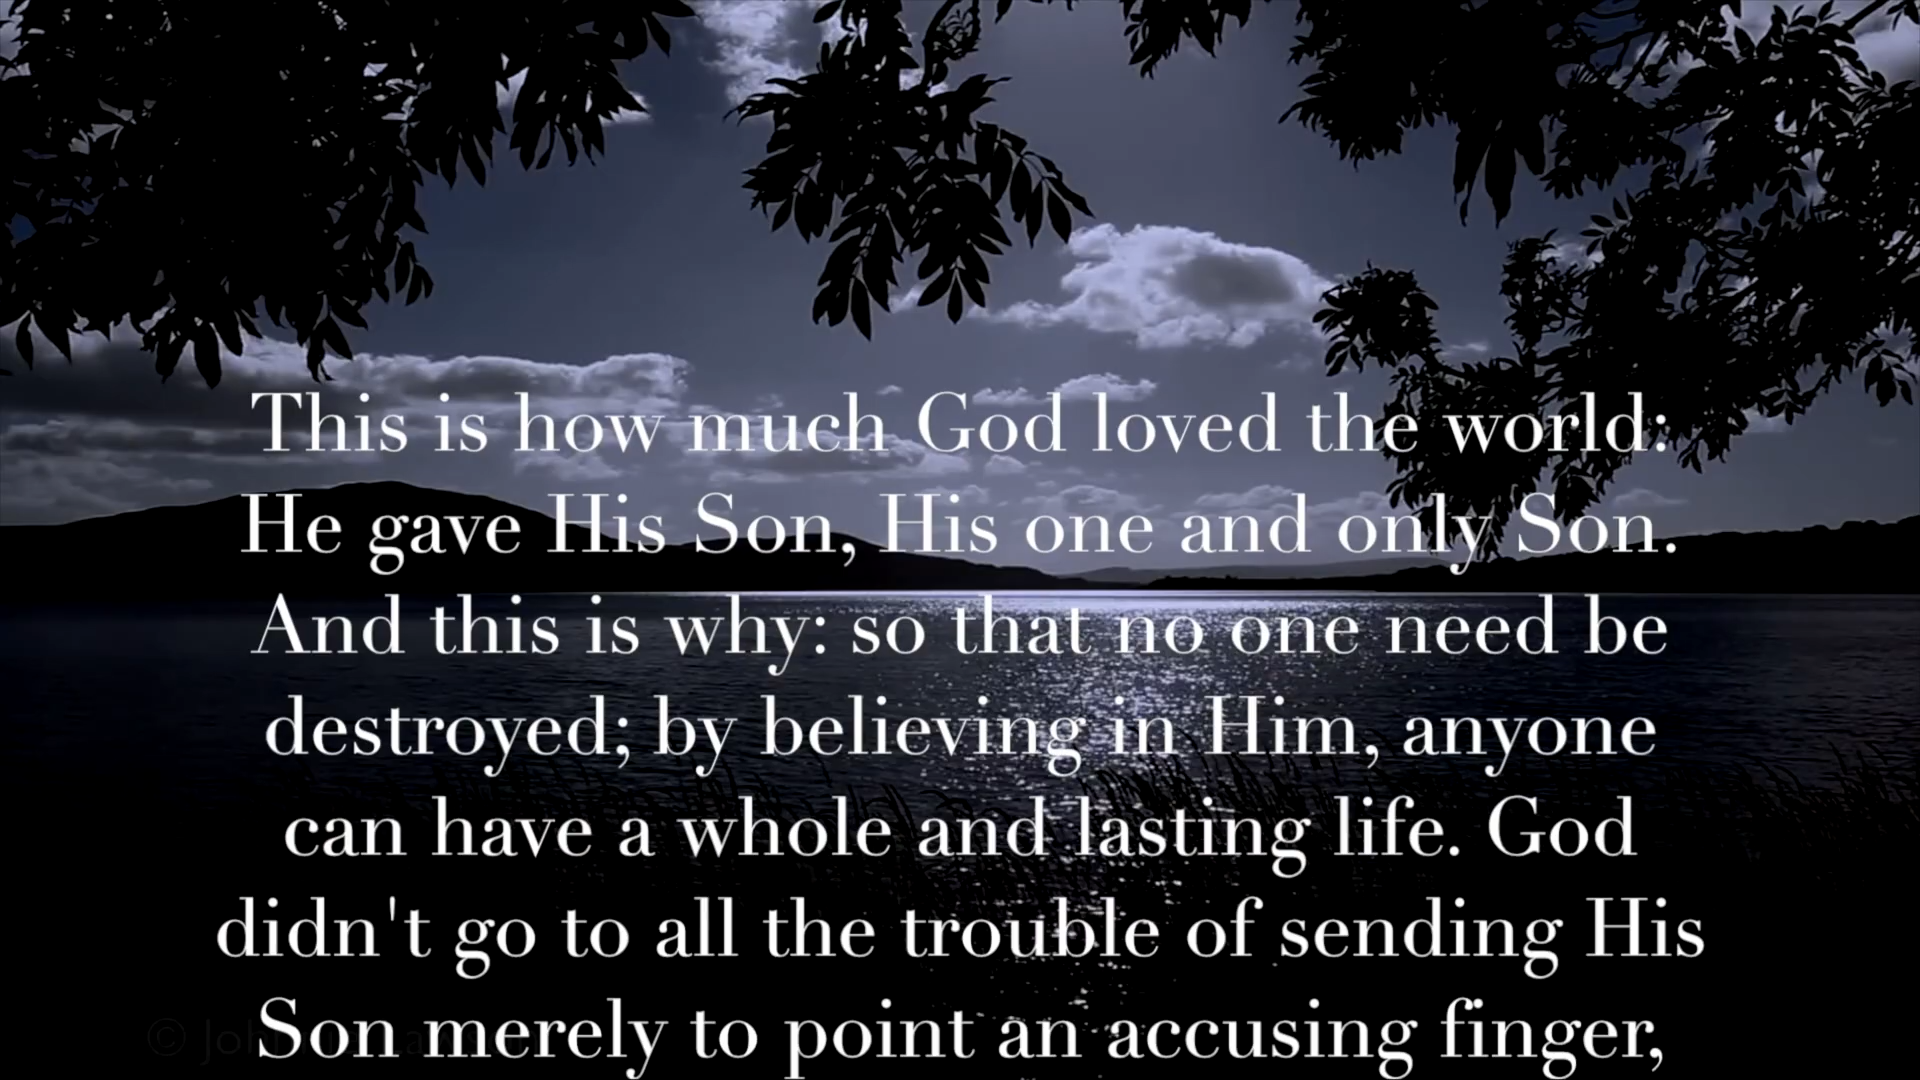 This is how much God loved the world:
He gave His Son, His one and only Son.
And this is why: so that no one need be
destroyed; by believing in Him, anyone
can have a whole and lasting life. God
didn't go to all the trouble of sending His
Son merely to point an accusing finger,
©